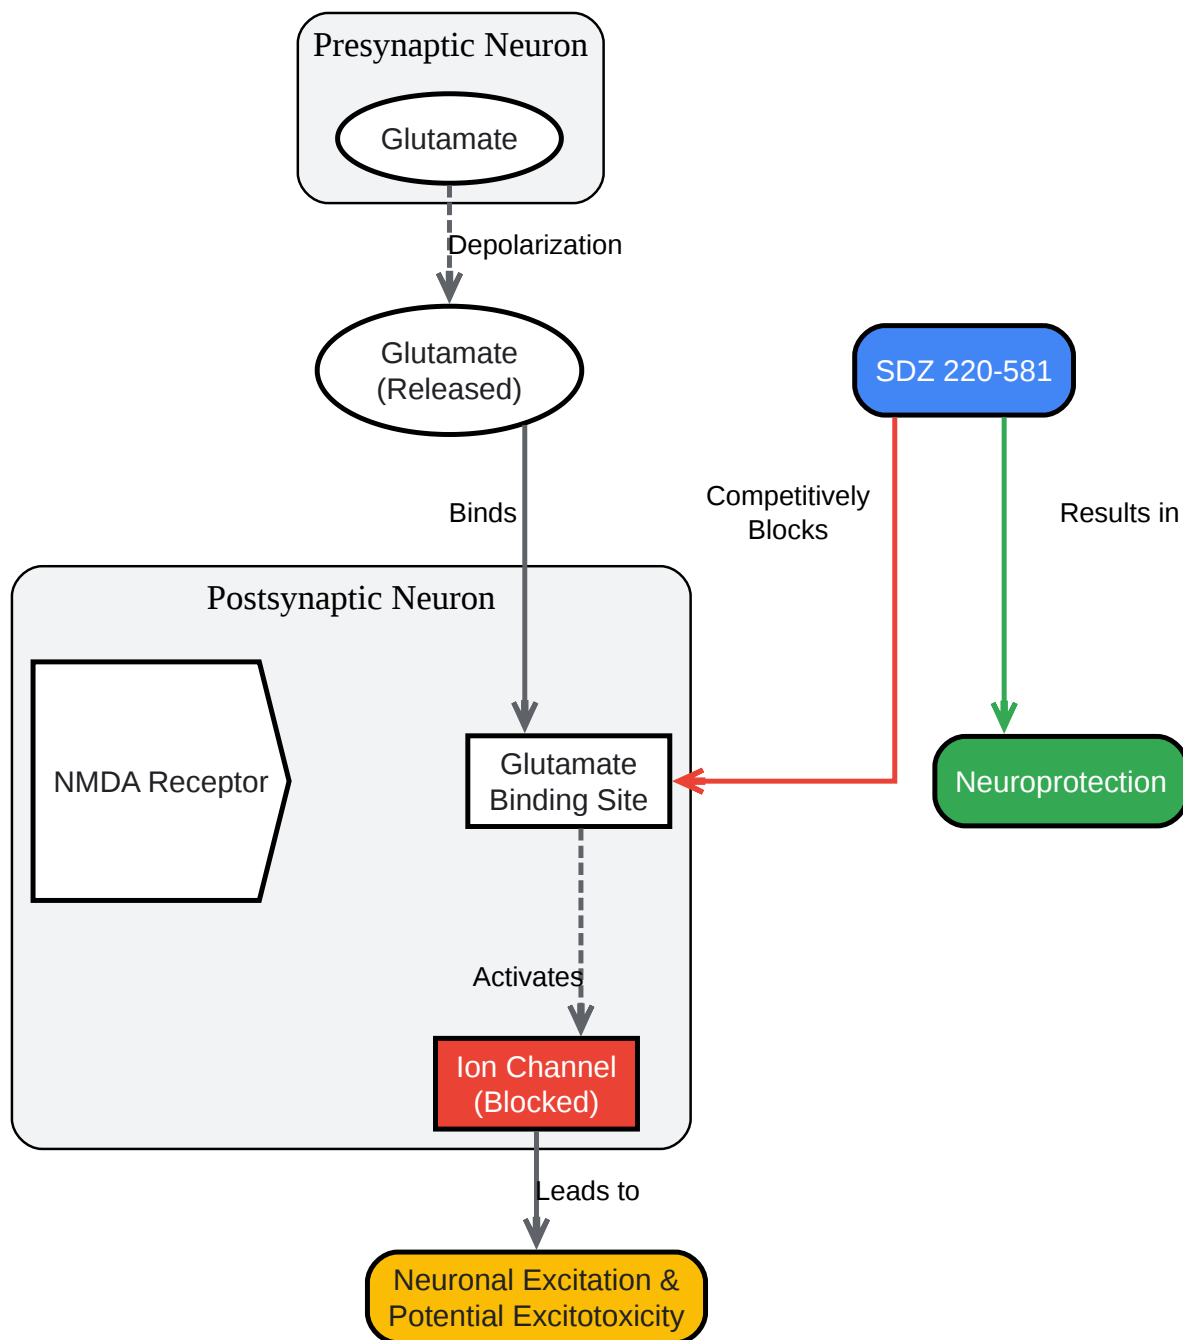 Presynaptic Neuron
Glutamate
Depolarization
Glutamate
(Released)
SDZ 220-581
Binds
Competitively
Blocks
Results in
Postsynaptic Neuron
NMDA Receptor
Glutamate
Binding Site
Neuroprotection
Activates
Ion Channel
(Blocked)
Leads to
Neuronal Excitation &
Potential Excitotoxicity